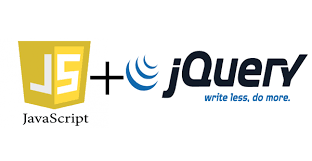 JS
JavaScript
+
jQuery
write less, do more.